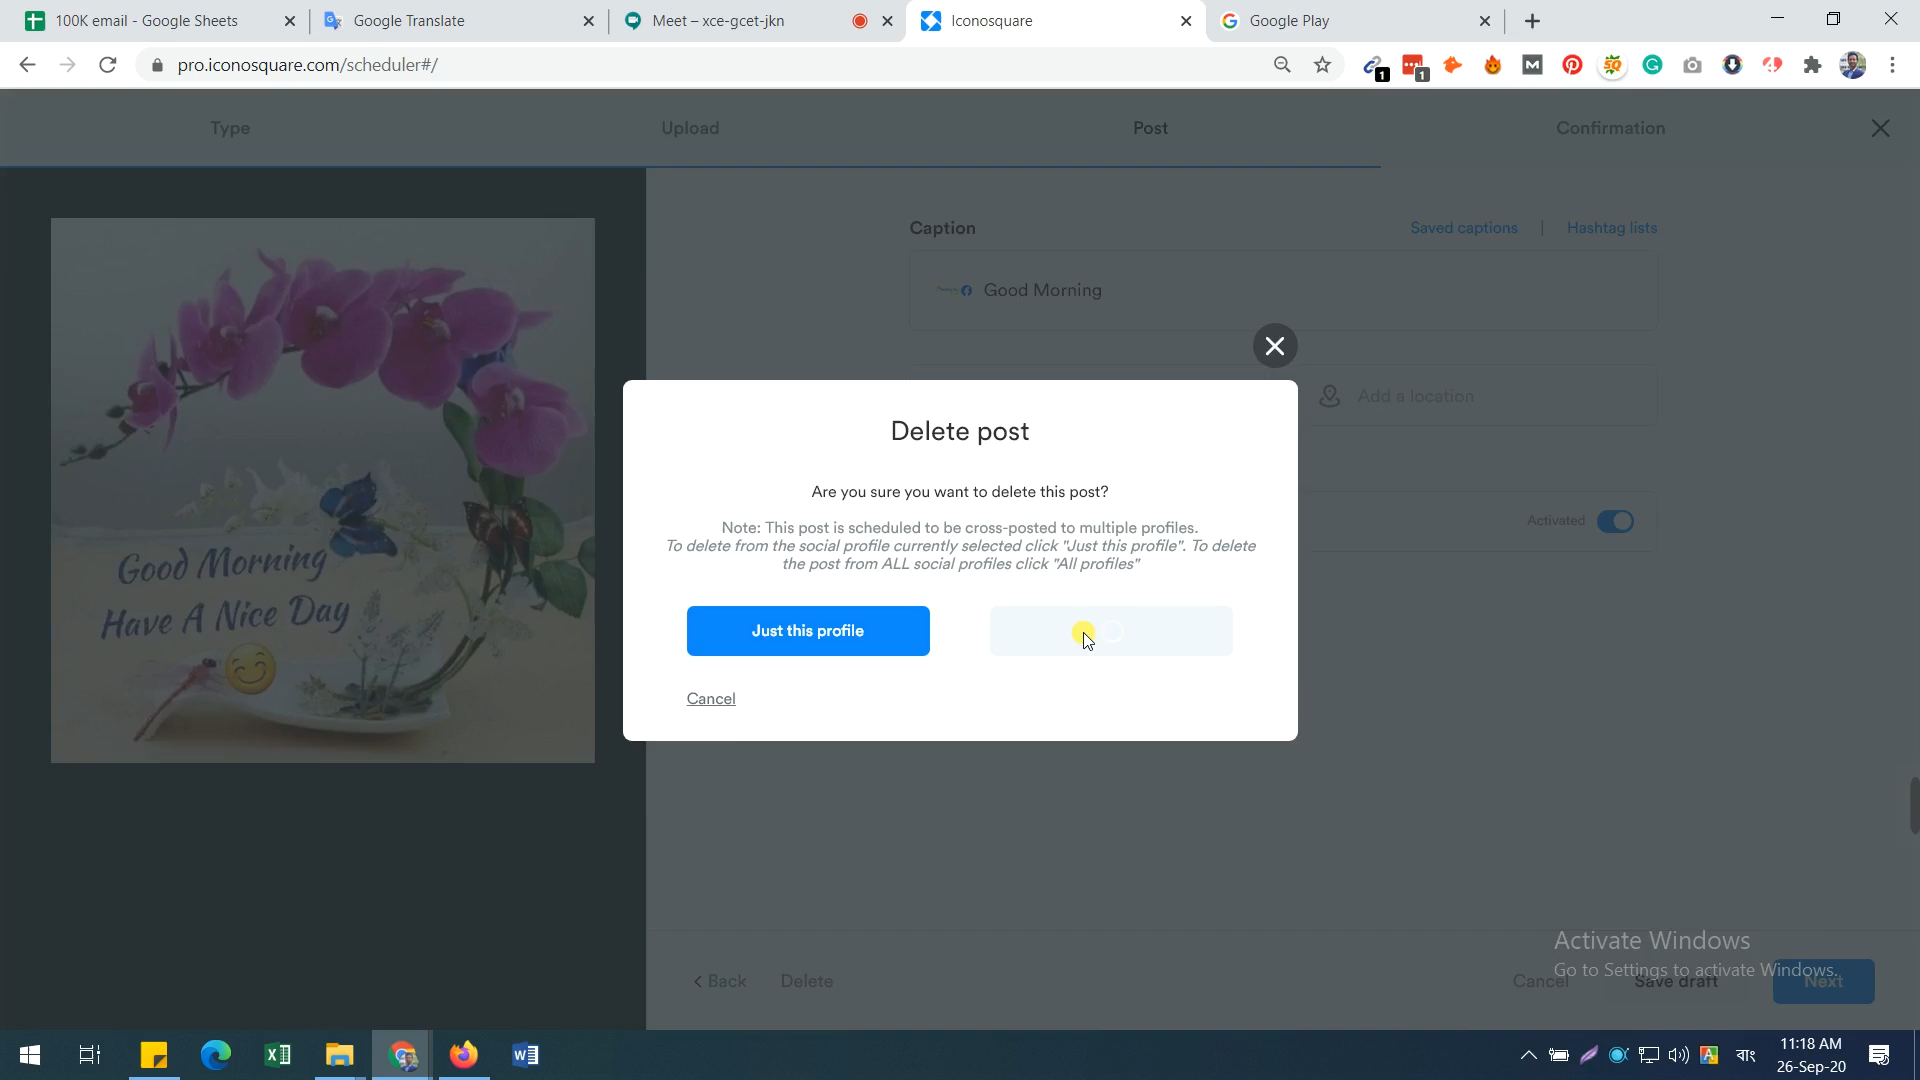 100K email - Google Sheets
Google Translate
Meet – xce-gcet-jkn
Iconosquare
Google Play
pro.iconosquare.com/scheduler#/
1
1
Type
Upload
Post
Confirmation
Caption
Saved captions
Hashtag lists
Good Morning
Add a location
Activated
Good Morning
Have A Nice Day
Delete post
Are you sure you want to delete this post?
Note: This post is scheduled to be cross-posted to multiple profiles.
To delete from the social profile currently selected click "Just this profile". To delete
the post from ALL social profiles click "All profiles"
Just this profile
Cancel
Activate Windows
Go to Settings to activate Windows.
Back
Delete
Cancel
Save draft
Next
বাং
11:18 AM
26-Sep-20